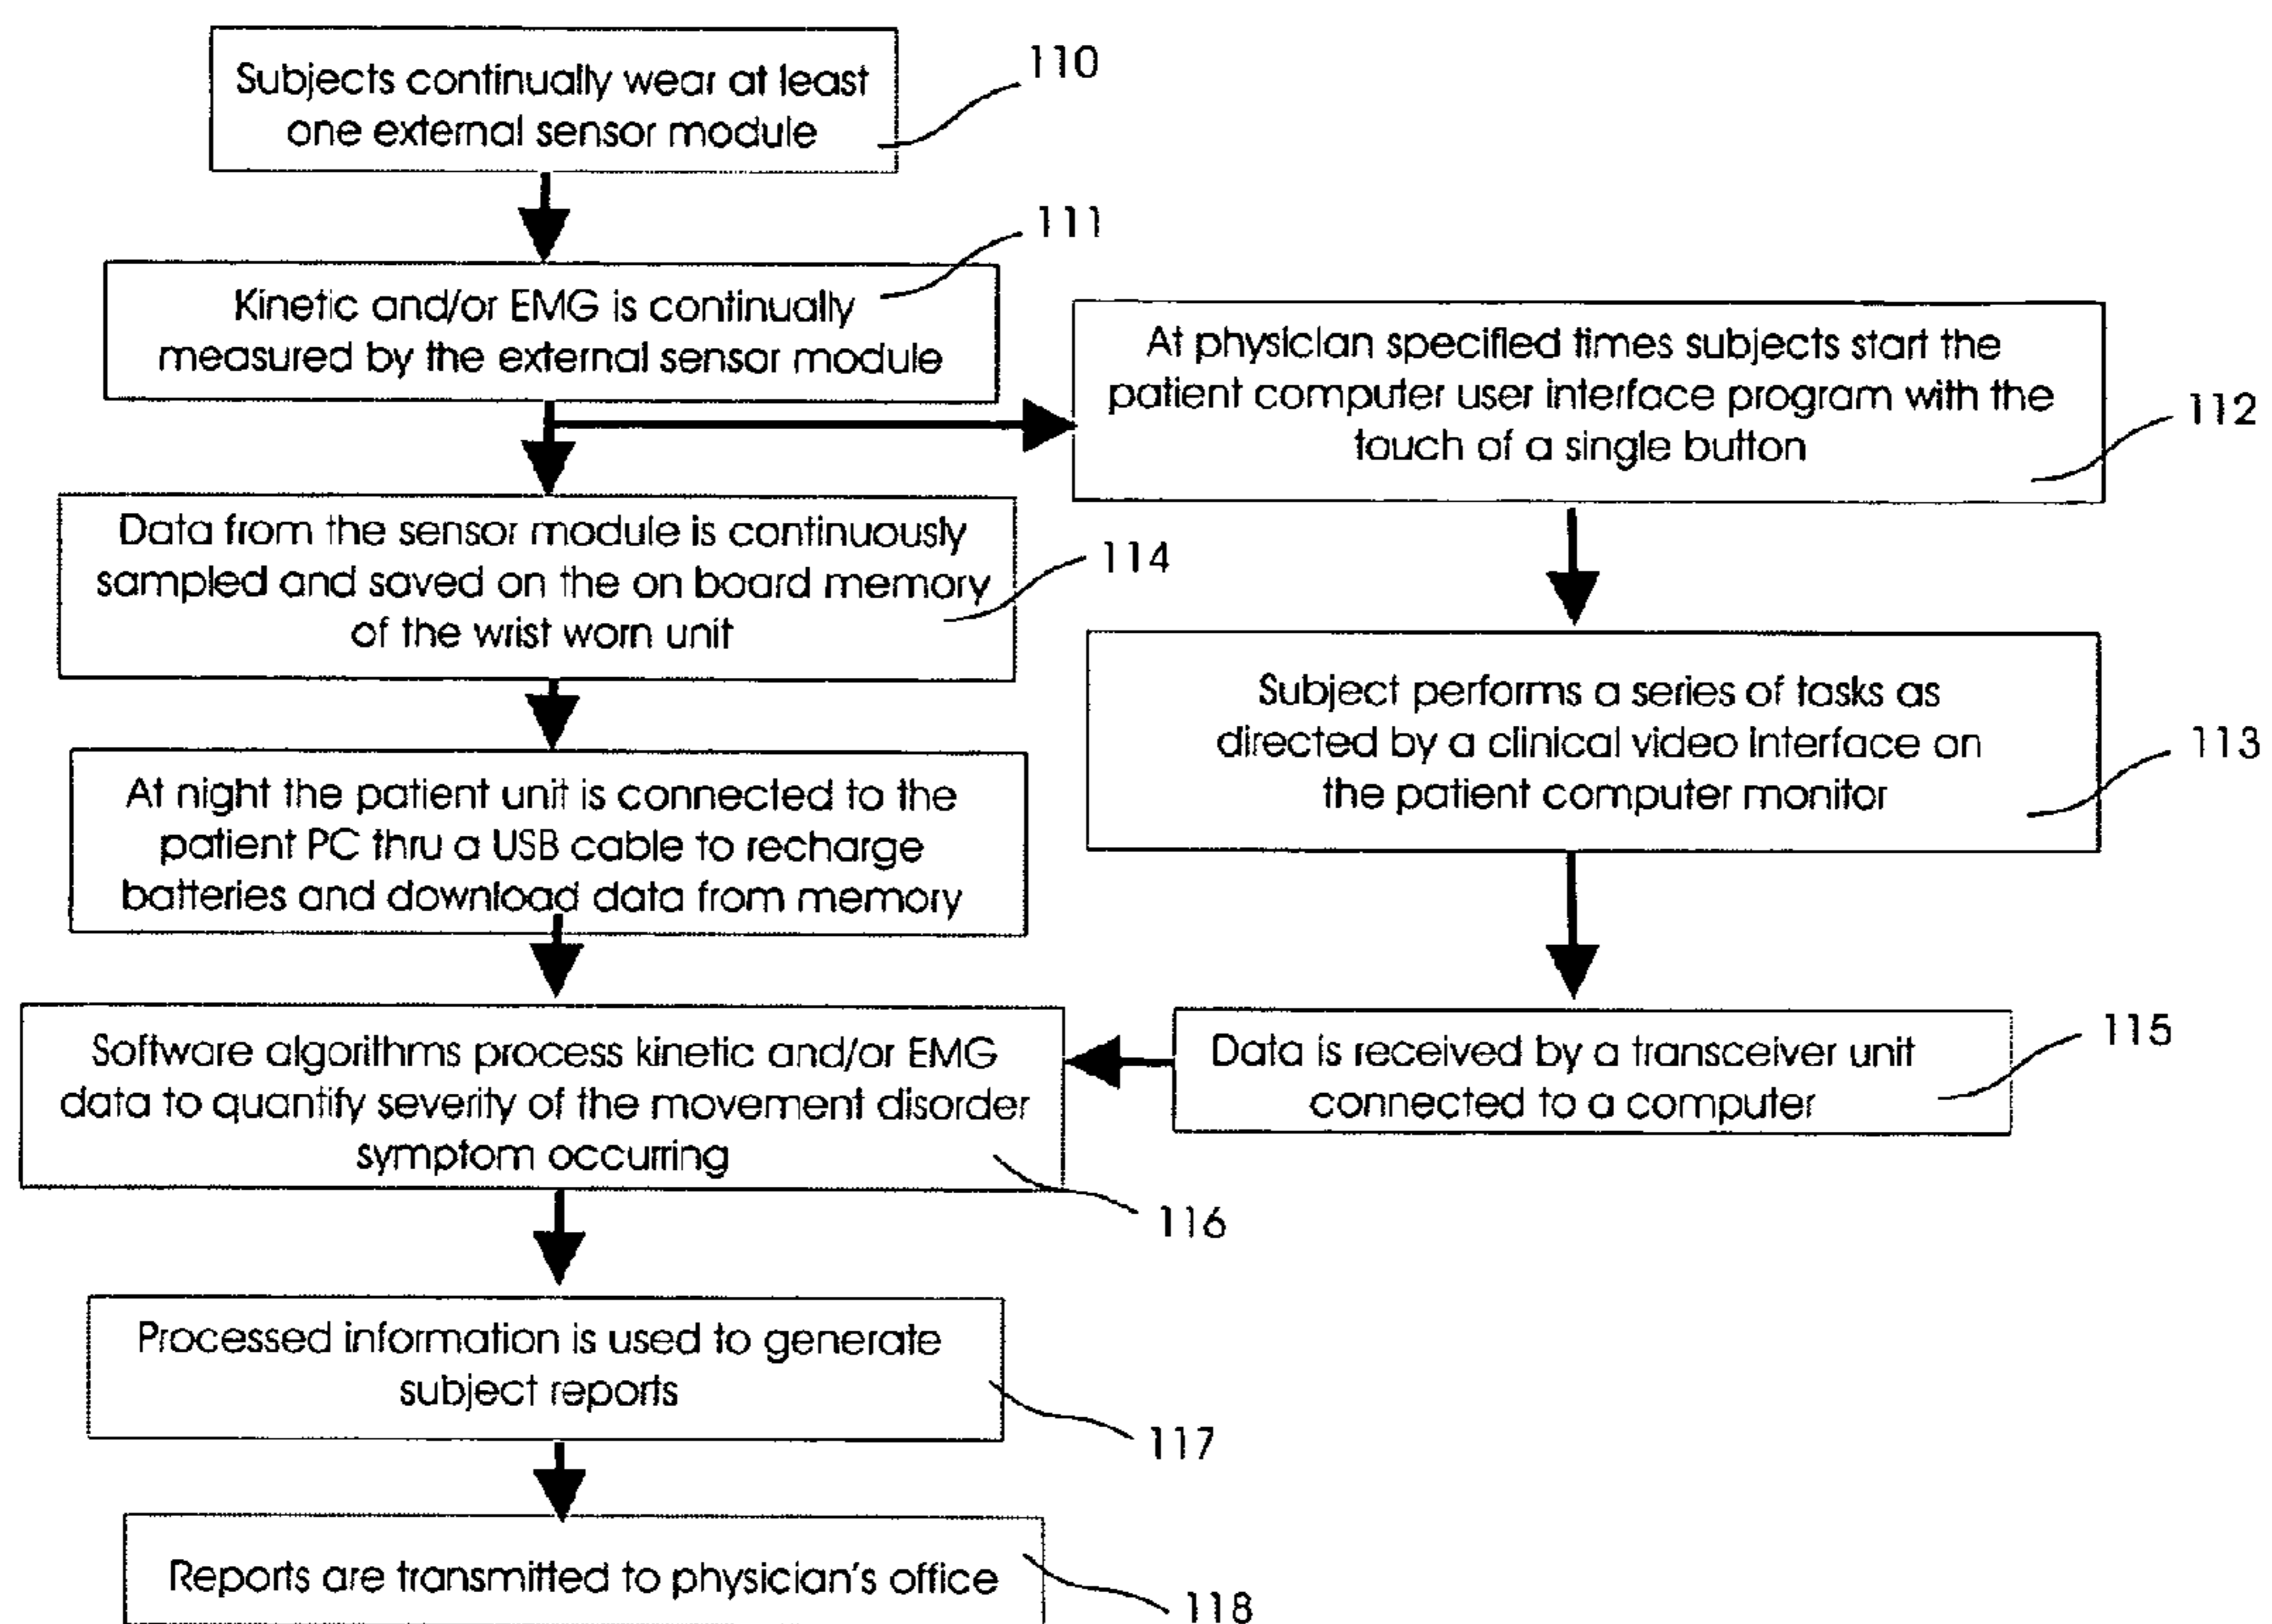 Subjects continually wear at least
one external sensor module
110
Kinetic and/or EMG is continually
measured by the external sensor module
111
At physician specified times subjects start the
patient computer user interface program with the
touch of a single button
112
Data from the sensor module is continuously
sampled and saved on the on board memory
of the wrist worn unit
114
Subject performs a series of tasks as
directed by a clinical video interface on
the patient computer monitor
113
At night the patient unit is connected to the
patient PC thru a USB cable to recharge
batteries and download data from memory
Software algorithms process kinetic and/or EMG
data to quantify severity of the movement disorder
symptom occurring
116
Data is received by a transceiver unit
connected to a computer
115
Processed information is used to generate
subject reports
117
Reports are transmitted to physician's office
118